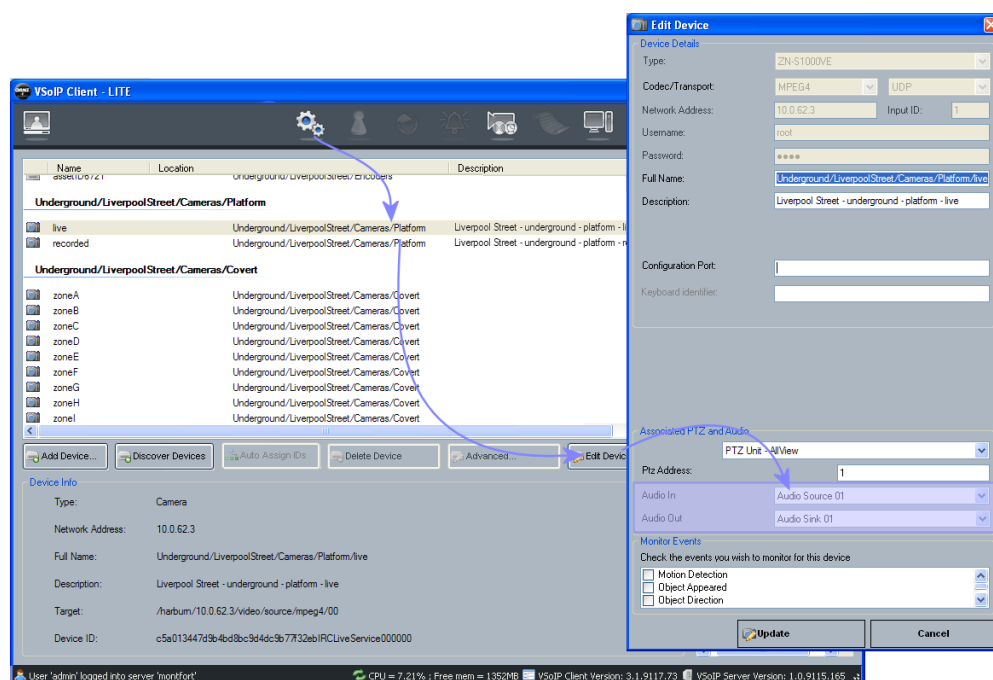 Edit Device
Device Details
Type: ZN-S1000VE
Codec/Transport: MPEG4 UDP
Network Address: 10.0.62.3 Input ID: 1
Username: root
Password: ••••
Full Name: Underground/LiverpoolStreet/Cameras/Platform/live
Description: Liverpool Street - underground - platform - live
Configuration Port:
Keyboard identifier:
Associated PTZ and Audio
PTZ Unit - AllView
Ptz Address: 1
Audio In Audio Source 01
Audio Out Audio Sink 01
Monitor Events
Check the events you wish to monitor for this device
Motion Detection
Object Appeared
Object Direction
Update Cancel
VSoIP Client - LITE
Name Location Description
assetID6721 Underground/LiverpoolStreet/Encoders
Underground/LiverpoolStreet/Cameras/Platform
live Underground/LiverpoolStreet/Cameras/Platform Liverpool Street - underground - platform - li
recorded Underground/LiverpoolStreet/Cameras/Platform Liverpool Street - underground - platform - r
Underground/LiverpoolStreet/Cameras/Covert
zoneA Underground/LiverpoolStreet/Cameras/Covert
zoneB Underground/LiverpoolStreet/Cameras/Covert
zoneC Underground/LiverpoolStreet/Cameras/Covert
zoneD Underground/LiverpoolStreet/Cameras/Covert
zoneE Underground/LiverpoolStreet/Cameras/Covert
zoneF Underground/LiverpoolStreet/Cameras/Covert
zoneG Underground/LiverpoolStreet/Cameras/Covert
zoneH Underground/LiverpoolStreet/Cameras/Covert
zoneI Underground/LiverpoolStreet/Cameras/Covert
Add Device... Discover Devices Auto Assign IDs Delete Device Advanced... Edit Devic
Device Info
Type: Camera
Network Address: 10.0.62.3
Full Name: Underground/LiverpoolStreet/Cameras/Platform/live
Description: Liverpool Street - underground - platform - live
Target: /harburn/10.0.62.3/video/source/mpeg4/00
Device ID: c5a013447d9b4bd8bc9d4dc9b77f32ebIRCLiveService000000
User 'admin' logged into server 'montfort' CPU = 7.21% ; Free mem = 1352MB VSoIP Client Version: 3.1.9117.73 VSoIP Server Version: 1.0.9115.165